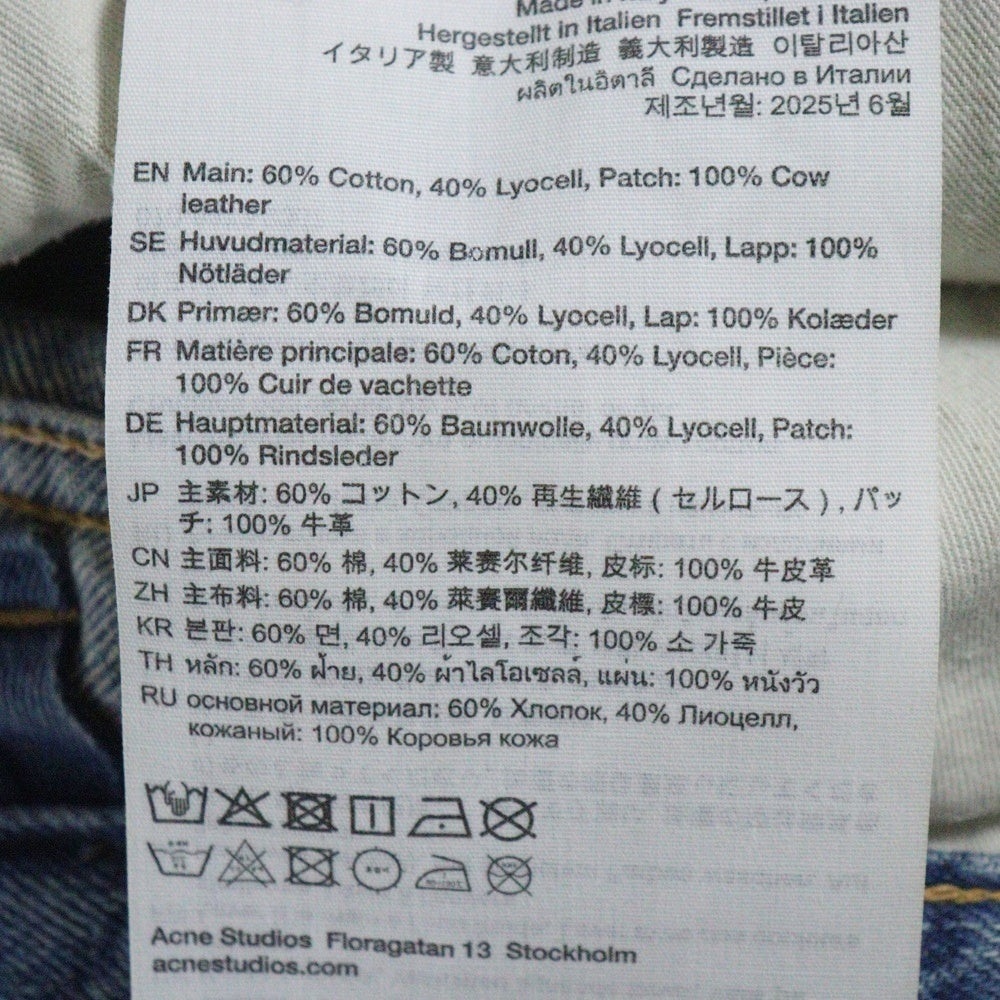 Made in
Hergestellt in Italien Fremstillet i Italien
イタリア製 意大利制造 義大利製造 이탈리아산
ผลิตในอิตาลี Сделано в Италии
제조년월: 2025년 6월
EN Main: 60% Cotton, 40% Lyocell, Patch: 100% Cow
leather
SE Huvudmaterial: 60% Bomull, 40% Lyocell, Lapp: 100%
Nötläder
DK Primær: 60% Bomuld, 40% Lyocell, Lap: 100% Kolæder
FR Matière principale: 60% Coton, 40% Lyocell, Pièce:
100% Cuir de vachette
DE Hauptmaterial: 60% Baumwolle, 40% Lyocell, Patch:
100% Rindsleder
JP 主素材: 60% コットン, 40% 再生繊維 ( セルロース ) , パッ
チ: 100% 牛革
CN 主面料: 60% 棉, 40% 莱赛尔纤维, 皮标: 100% 牛皮革
ZH 主布料: 60% 棉, 40% 萊賽爾纖維, 皮標: 100% 牛皮
KR 본판: 60% 면, 40% 리오셀, 조각: 100% 소 가죽
TH หลัก: 60% ฝ้าย, 40% ผ้าไลโอเซลล์, แผ่น: 100% หนังวัว
RU основной материал: 60% Хлопок, 40% Лиоцелл,
кожаный: 100% Коровья кожа
Acne Studios Floragatan 13 Stockholm
acnestudios.com